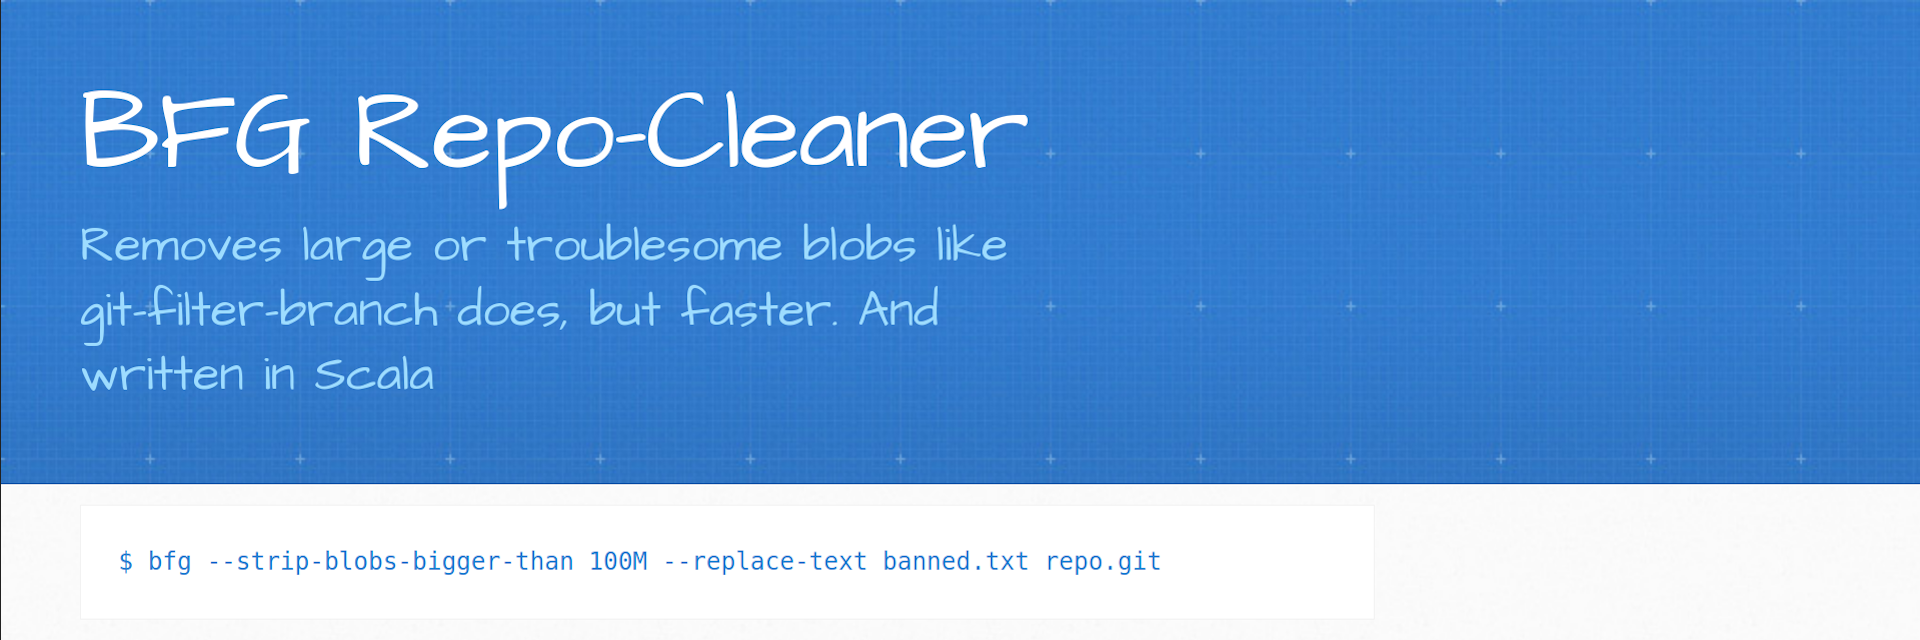 BFG Repo-Cleaner
Removes large or troublesome blobs like
git-filter-branch does, but faster. And
written in Scala
$ bfg --strip-blobs-bigger-than 100M --replace-text banned.txt repo.git